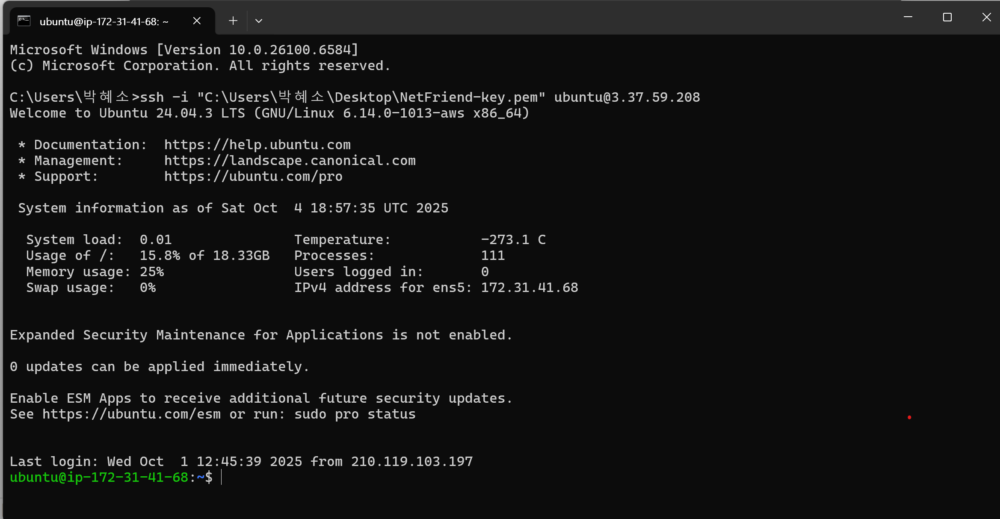 ubuntu@ip-172-31-41-68: ~
Microsoft Windows [Version 10.0.26100.6584]
(c) Microsoft Corporation. All rights reserved.
C:\Users\박혜소>ssh -i "C:\Users\박혜소\Desktop\NetFriend-key.pem" ubuntu@3.37.59.208
Welcome to Ubuntu 24.04.3 LTS (GNU/Linux 6.14.0-1013-aws x86_64)
* Documentation:  https://help.ubuntu.com
* Management:     https://landscape.canonical.com
* Support:        https://ubuntu.com/pro
System information as of Sat Oct  4 18:57:35 UTC 2025
System load:  0.01               Temperature:           -273.1 C
Usage of /:   15.8% of 18.33GB   Processes:             111
Memory usage: 25%                Users logged in:       0
Swap usage:   0%                 IPv4 address for ens5: 172.31.41.68
Expanded Security Maintenance for Applications is not enabled.
0 updates can be applied immediately.
Enable ESM Apps to receive additional future security updates.
See https://ubuntu.com/esm or run: sudo pro status
Last login: Wed Oct  1 12:45:39 2025 from 210.119.103.197
ubuntu@ip-172-31-41-68:~$